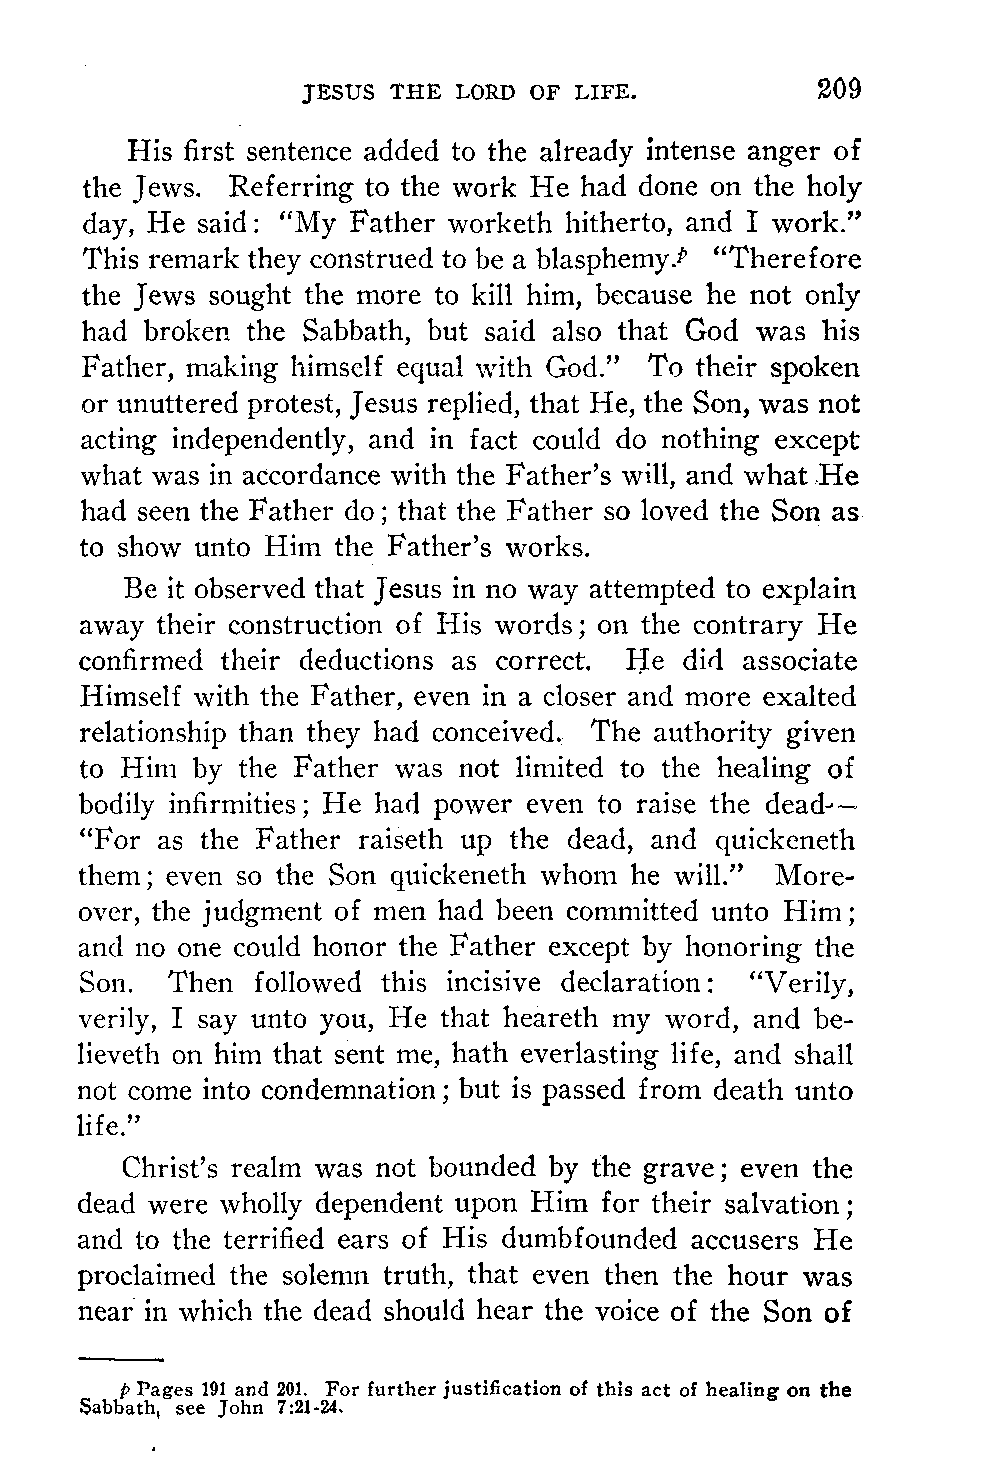 JESUS THE LORD OF LIFE. 209
His first sentence added to the already intense anger of
the Jews. Referring to the work He had done on the holy
day, He said: “My Father worketh hitherto, and I work.”
This remark they construed to be a blasphemy.p “Therefore
the Jews sought the more to kill him, because he not only
had broken the Sabbath, but said also that God was his
Father, making himself equal with God.” To their spoken
or unuttered protest, Jesus replied, that He, the Son, was not
acting independently, and in fact could do nothing except
what was in accordance with the Father’s will, and what He
had seen the Father do; that the Father so loved the Son as
to show unto Him the Father’s works.
Be it observed that Jesus in no way attempted to explain
away their construction of His words; on the contrary He
confirmed their deductions as correct. He did associate
Himself with the Father, even in a closer and more exalted
relationship than they had conceived. The authority given
to Him by the Father was not limited to the healing of
bodily infirmities; He had power even to raise the dead—
“For as the Father raiseth up the dead, and quickeneth
them; even so the Son quickeneth whom he will.” More-
over, the judgment of men had been committed unto Him;
and no one could honor the Father except by honoring the
Son. Then followed this incisive declaration: “Verily,
verily, I say unto you, He that heareth my word, and be-
lieveth on him that sent me, hath everlasting life, and shall
not come into condemnation; but is passed from death unto
life.”
Christ’s realm was not bounded by the grave; even the
dead were wholly dependent upon Him for their salvation;
and to the terrified ears of His dumbfounded accusers He
proclaimed the solemn truth, that even then the hour was
near in which the dead should hear the voice of the Son of
p Pages 191 and 201. For further justification of this act of healing on the
Sabbath, see John 7:21-24.